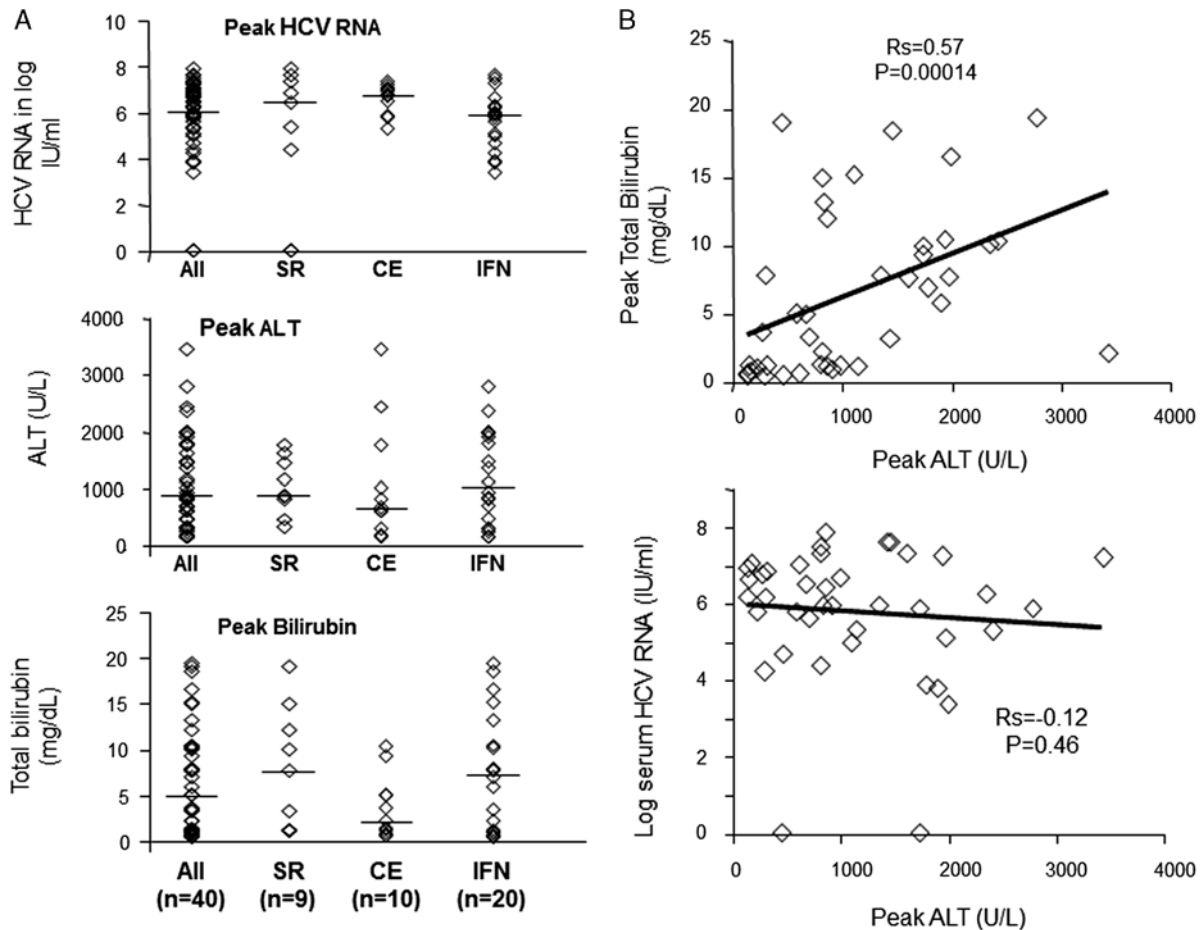 A
Peak HCV RNA
HCV RNA in log
IU/ml
10
8
6
4
2
0
All SR CE IFN
Peak ALT
ALT (U/L)
4000
3000
2000
1000
0
All SR CE IFN
Peak Bilirubin
Total bilirubin
(mg/dL)
25
20
15
10
5
0
All SR CE IFN
(n=40) (n=9) (n=10) (n=20)
B
Rs=0.57
P=0.00014
Peak Total Bilirubin
(mg/dL)
25
20
15
10
5
0
0 1000 2000 3000 4000
Peak ALT (U/L)
Log serum HCV RNA (IU/ml)
8
6
4
2
0
Rs=-0.12
P=0.46
0 1000 2000 3000 4000
Peak ALT (U/L)